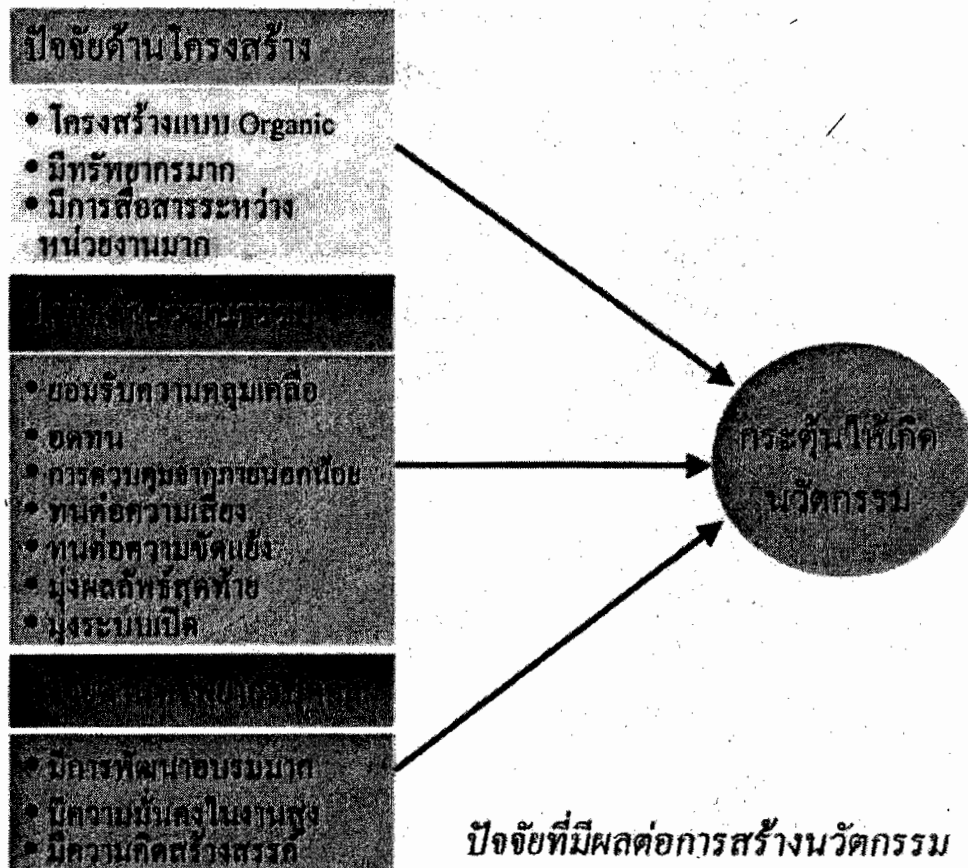 ปัจจัยด้านโครงสร้าง
• โครงสร้างแบบ Organic
• มีทรัพยากรมาก
• มีการสื่อสารระหว่าง
หน่วยงานมาก
• ยอมรับความคลุมเคลือ
• อดทน
• การควบคุมจากภายนอกน้อย
• ทนต่อความเสี่ยง
• ทนต่อความขัดแย้ง
• มุ่งผลลัพธ์สุดท้าย
• มุ่งระบบเปิด
• มีการพัฒนาอบรมมาก
• มีความมั่นคงในงานสูง
• มีความคิดสร้างสรรค์
กระตุ้นให้เกิด
นวัตกรรม
ปัจจัยที่มีผลต่อการสร้างนวัตกรรม